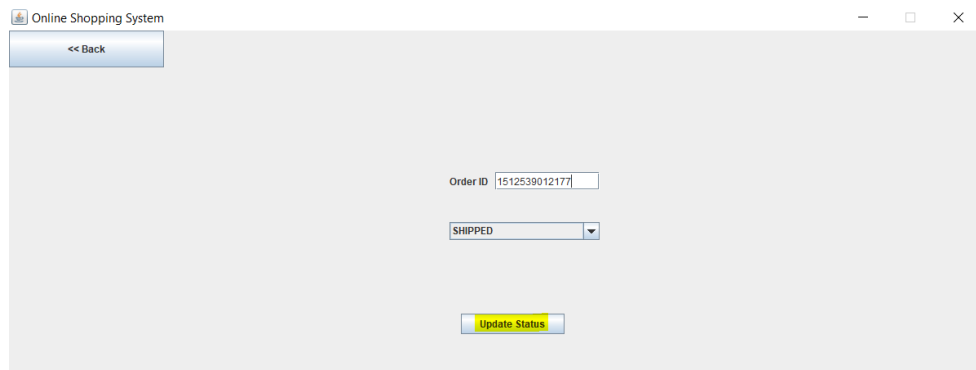 Online Shopping System
<< Back
Order ID 1512539012177
SHIPPED
Update Status